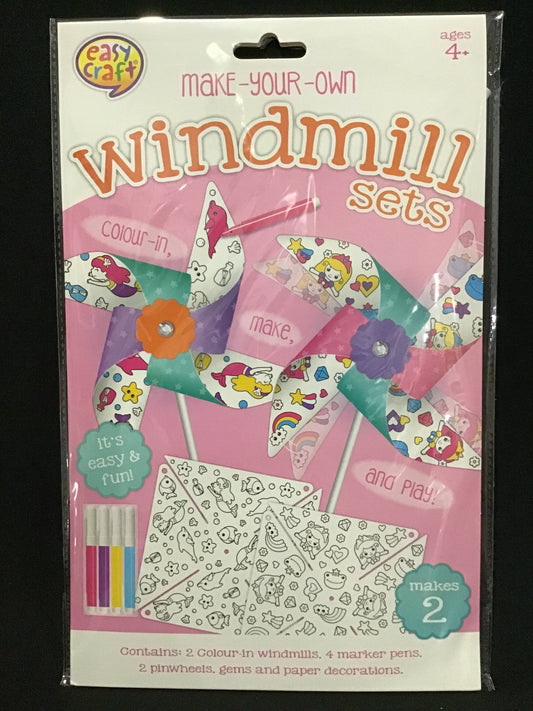 easy
craft
ages
4+
make-your-own
windmill
sets
colour-in,
make,
and play!
it's
easy &
fun!
makes
2
Contains: 2 Colour-in windmills, 4 marker pens,
2 pinwheels, gems and paper decorations.